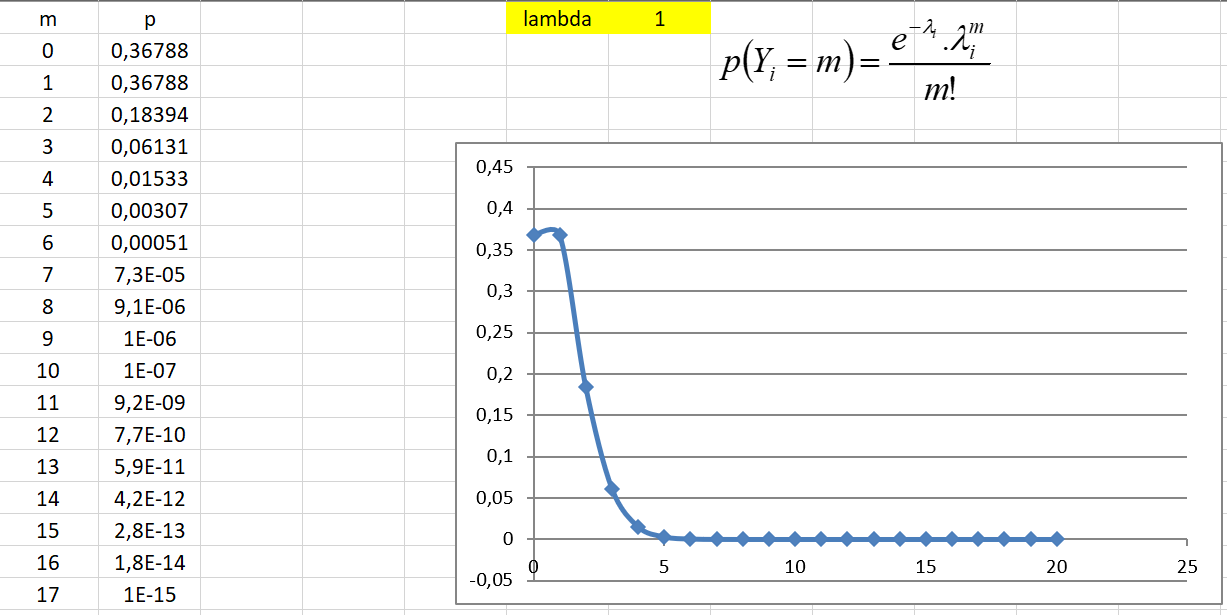 m p lambda 1
0 0,36788
1 0,36788
2 0,18394
3 0,06131
4 0,01533
5 0,00307
6 0,00051
7 7,3E-05
8 9,1E-06
9 1E-06
10 1E-07
11 9,2E-09
12 7,7E-10
13 5,9E-11
14 4,2E-12
15 2,8E-13
16 1,8E-14
17 1E-15
p(Y_i = m) = \frac{e^{-λ_i} . λ_i^m}{m!}
0,45
0,4
0,35
0,3
0,25
0,2
0,15
0,1
0,05
0
-0,05
0 5 10 15 20 25